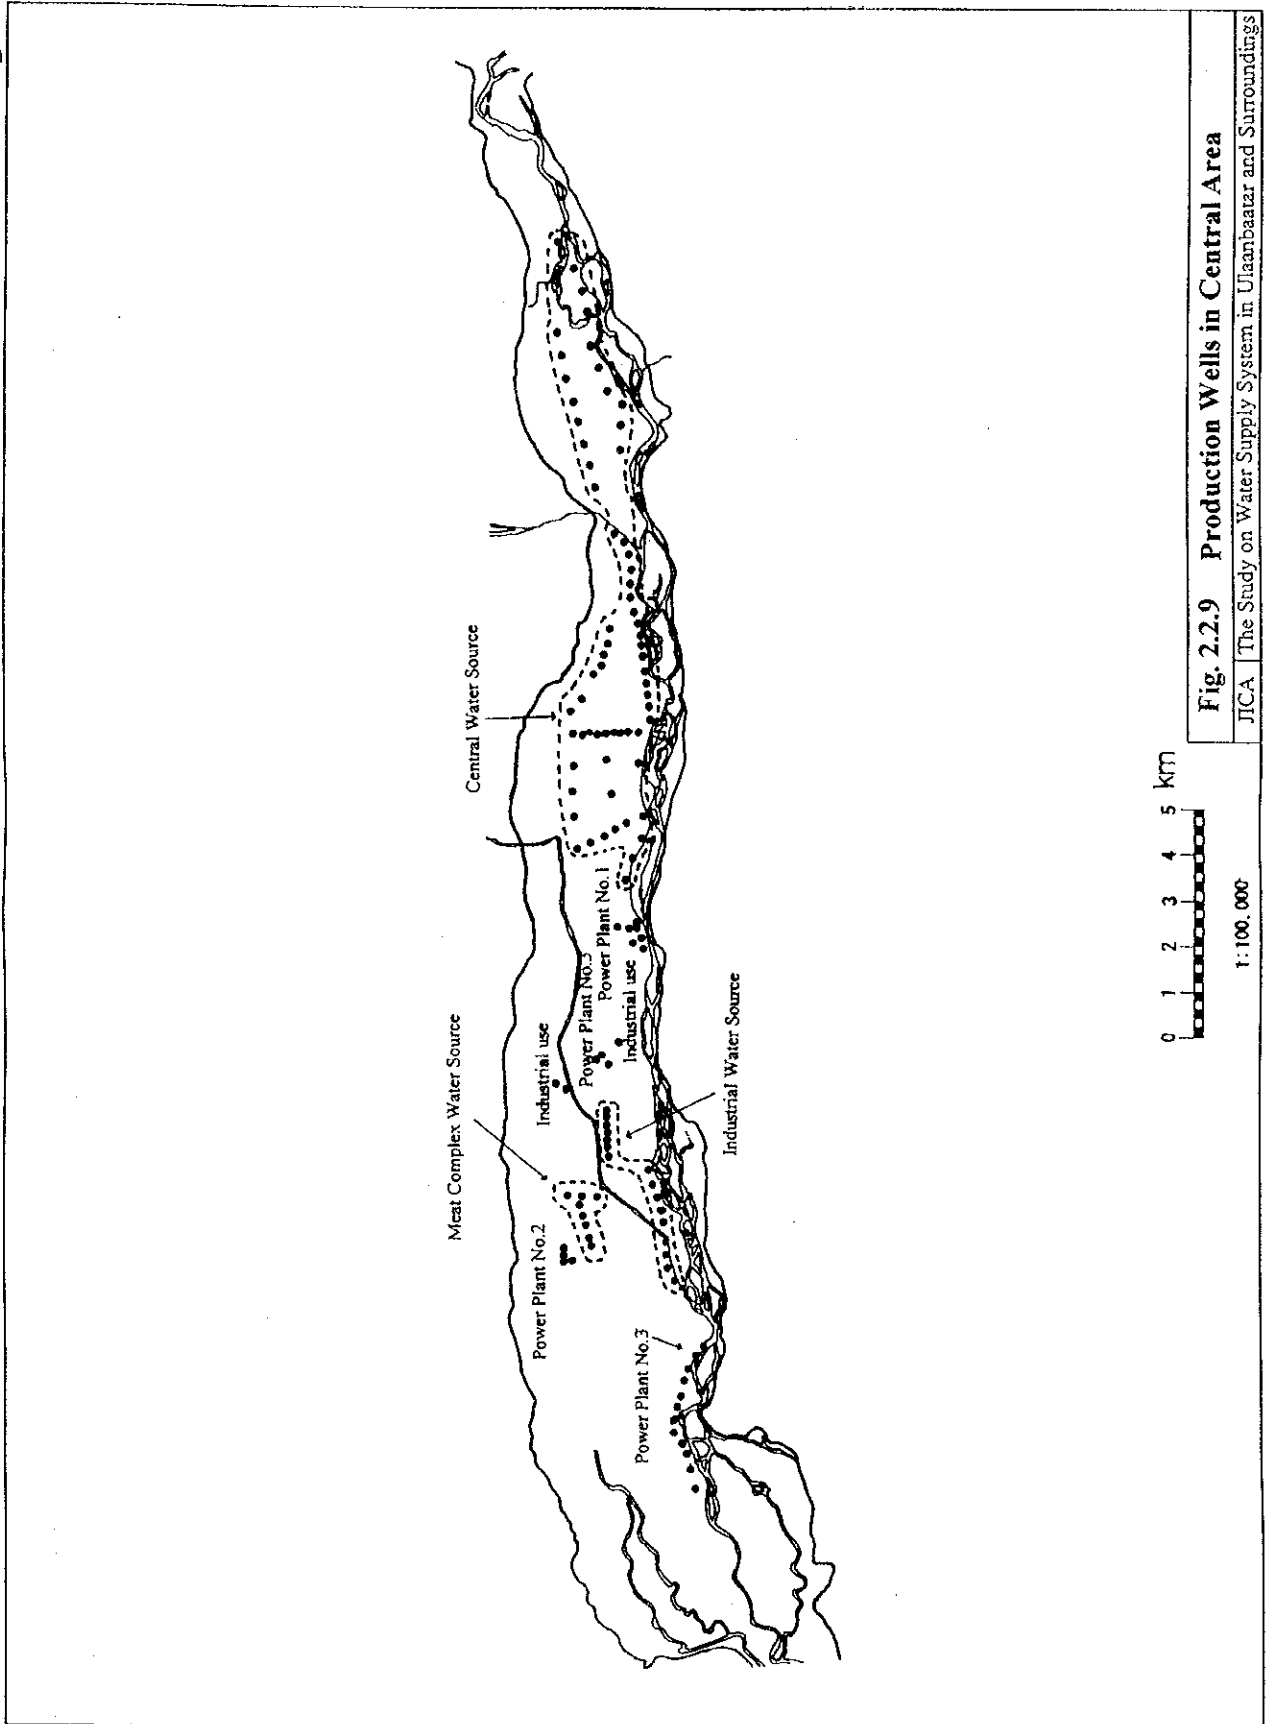 Central Water Source
Meat Complex Water Source
Industrial use
Power Plant No.3
Power Plant No.1
Industrial use
Power Plant No.2
Industrial Water Source
Power Plant No.3
0 1 2 3 4 5 km
1:100.000
Fig. 2.2.9 Production Wells in Central Area
JICA The Study on Water Supply System in Ulaanbaatar and Surroundings